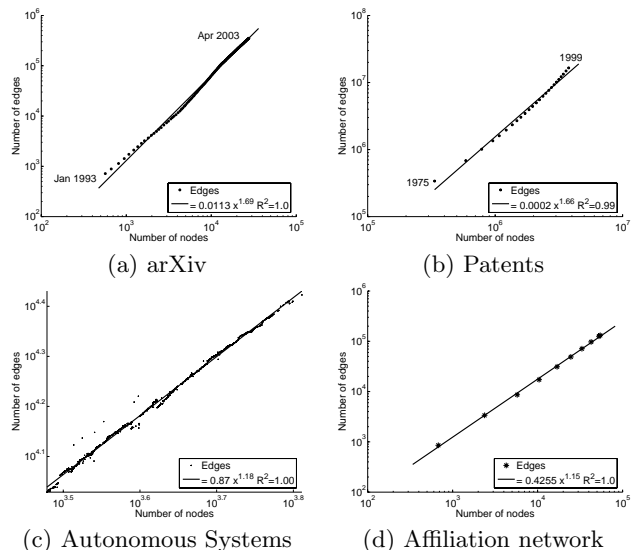 10^6
10^5
10^4
10^3
10^2
Number of edges
Apr 2003
Jan 1993
Edges
= 0.0113 x^1.69 R^2=1.0
10^2 10^3 10^4 10^5
Number of nodes
(a) arXiv
10^8
10^7
10^6
10^5
Number of edges
1999
1975
Edges
= 0.0002 x^1.66 R^2=0.99
10^5 10^6 10^7
Number of nodes
(b) Patents
10^4.4
10^4.3
10^4.2
10^4.1
Number of edges
Edges
= 0.87 x^1.18 R^2=1.00
10^3.5 10^3.6 10^3.7 10^3.8
Number of nodes
(c) Autonomous Systems
10^6
10^5
10^4
10^3
10^2
Number of edges
Edges
= 0.4255 x^1.15 R^2=1.0
10^2 10^3 10^4 10^5
Number of nodes
(d) Affiliation network